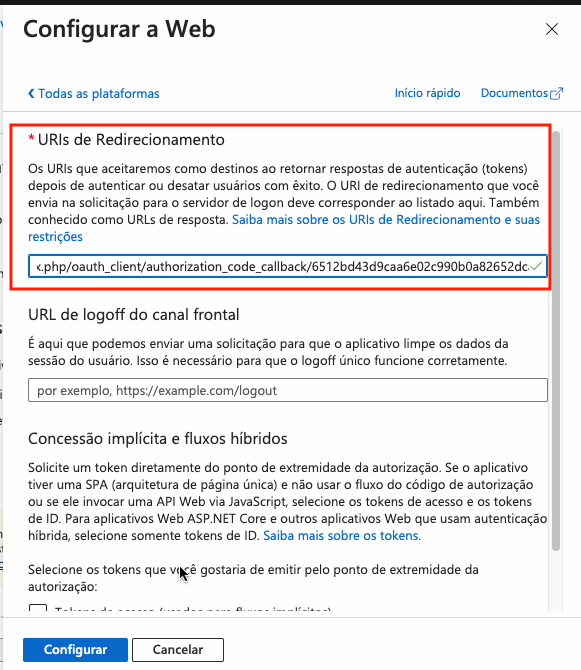 Configurar a Web
Todas as plataformas
Início rápido
Documentos
* URIs de Redirecionamento
Os URIs que aceitaremos como destinos ao retornar respostas de autenticação (tokens)
depois de autenticar ou desatar usuários com êxito. O URI de redirecionamento que você
envia na solicitação para o servidor de logon deve corresponder ao listado aqui. Também
conhecido como URLs de resposta. Saiba mais sobre os URIs de Redirecionamento e suas
restrições
x.php/oauth_client/authorization_code_callback/6512bd43d9caa6e02c990b0a82652dca
URL de logoff do canal frontal
É aqui que podemos enviar uma solicitação para que o aplicativo limpe os dados da
sessão do usuário. Isso é necessário para que o logoff único funcione corretamente.
por exemplo, https://example.com/logout
Concessão implícita e fluxos híbridos
Solicite um token diretamente do ponto de extremidade da autorização. Se o aplicativo
tiver uma SPA (arquitetura de página única) e não usar o fluxo do código de autorização
ou se ele invocar uma API Web via JavaScript, selecione os tokens de acesso e os tokens
de ID. Para aplicativos Web ASP.NET Core e outros aplicativos Web que usam autenticação
híbrida, selecione somente tokens de ID. Saiba mais sobre os tokens.
Selecione os tokens que você gostaria de emitir pelo ponto de extremidade da
autorização:
Tokens de acesso (usados para fluxos implícitos)
Configurar
Cancelar